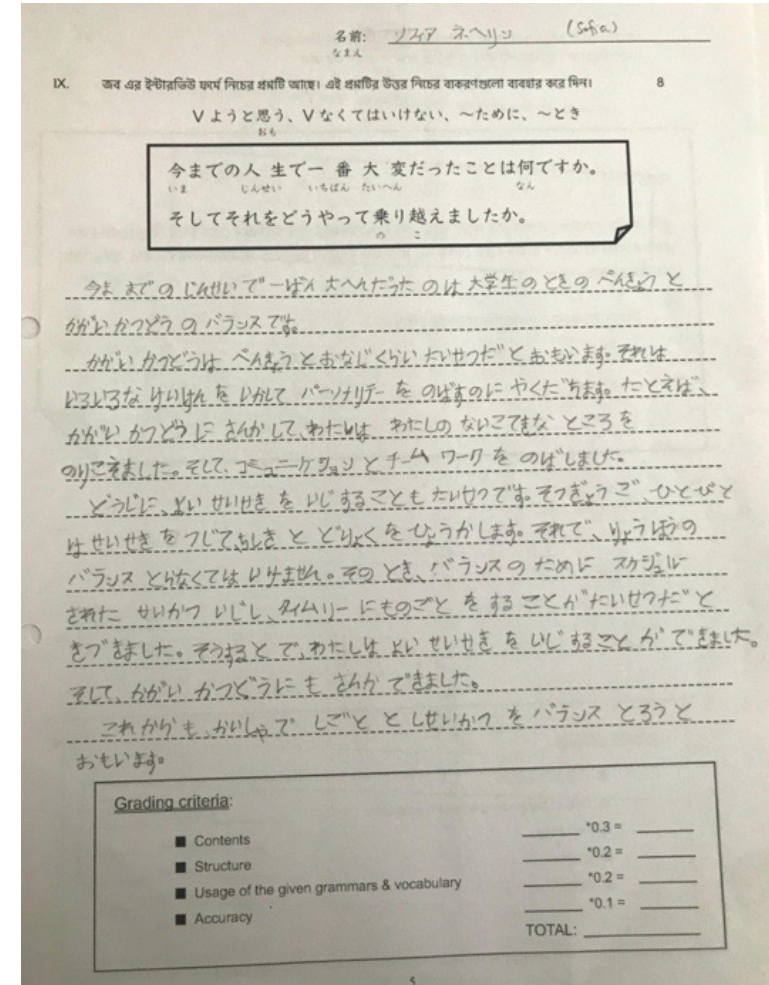 名前: ソフィア ネヘリン (Sofia)
なまえ
IX. জব এর ইন্টারভিউ ফর্মে নিচের প্রশ্নটি আছে। এই প্রশ্নটির উত্তর নিচের ব্যকরণগুলো ব্যবহার করে দিন। 8
Vようと思う、Vなくてはいけない、~ために、~とき
おも
今までの人生で一番大変だったことは何ですか。
いま じんせい いちばん たいへん なん
そしてそれをどうやって乗り越えましたか。
の こ
今までのじんせいで一ばん大へんだったのは大学生のときのべんきょうと
かがいかつどうのバランスです。
かがいかつどうはべんきょうとおなじくらいたいせつだとおもいます。それは
いろいろなけいけんをいかしてパーソナリテーをのばすのにやくだちます。たとえば、
かがいかつどうにさんかして、わたしはわたしのないこてきなところを
のりこえました。そして、コミュニケションとチームワークをのばしました。
どうじに、よいせいせきをいじすることもたいせつです。そつぎょうご、ひとびと
はせいせきをつじてちしきとどりょくをひょうかします。それで、りょうほうの
バランスとらなくてはいけません。そのとき、バランスのためにスケジュル
されたせいかついじし、タイムリーにものごとをすることがたいせつだと
きづきました。そうするとで、わたしはよいせいせきをいじすることができました。
そして、かがいかつどうにもさんかできました。
これからも、かいしゃでしごととしせいかつをバランスとろうと
おもいます。
Grading criteria:
■ Contents ______ *0.3 = ______
■ Structure ______ *0.2 = ______
■ Usage of the given grammars & vocabulary ______ *0.2 = ______
■ Accuracy ______ *0.1 = ______
TOTAL: ______
5